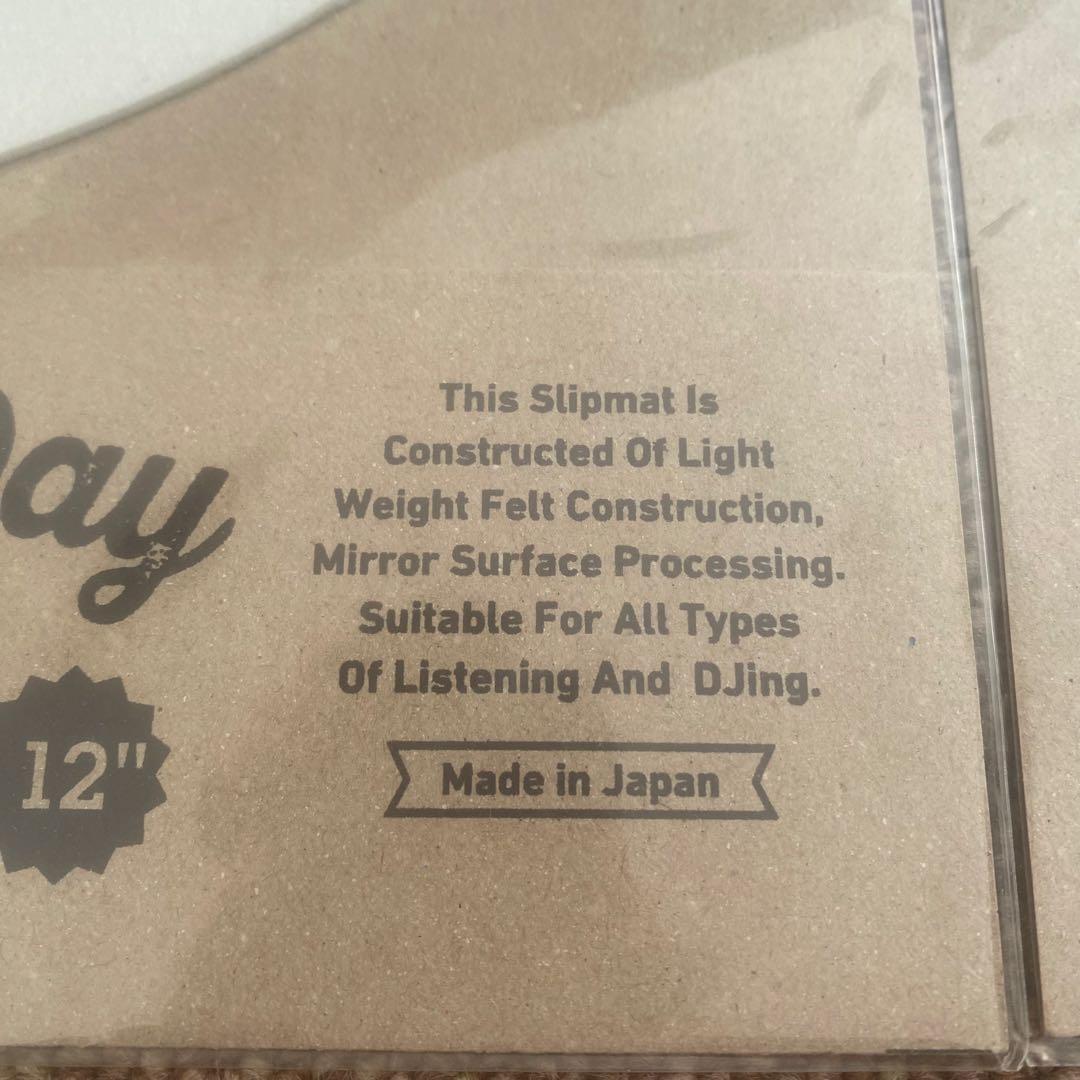 Day
12"
This Slipmat Is
Constructed Of Light
Weight Felt Construction,
Mirror Surface Processing.
Suitable For All Types
Of Listening And DJing.
Made in Japan